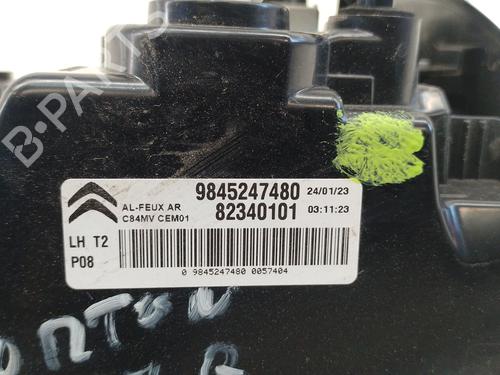 B-PARTS
9845247480 24/01/23
AL-FEUX AR
C84MV CEM01
82340101 03:11:23
LH T2
P08
0 9845247480 0057404